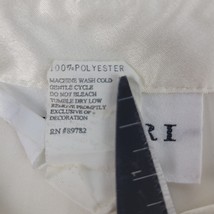 100% POLYESTER
MACHINE WASH COLD
GENTLE CYCLE
DO NOT BLEACH
TUMBLE DRY LOW
REMOVE PROMPTLY
EXCLUSIVE OF
DECORATION
RN #89782
RI